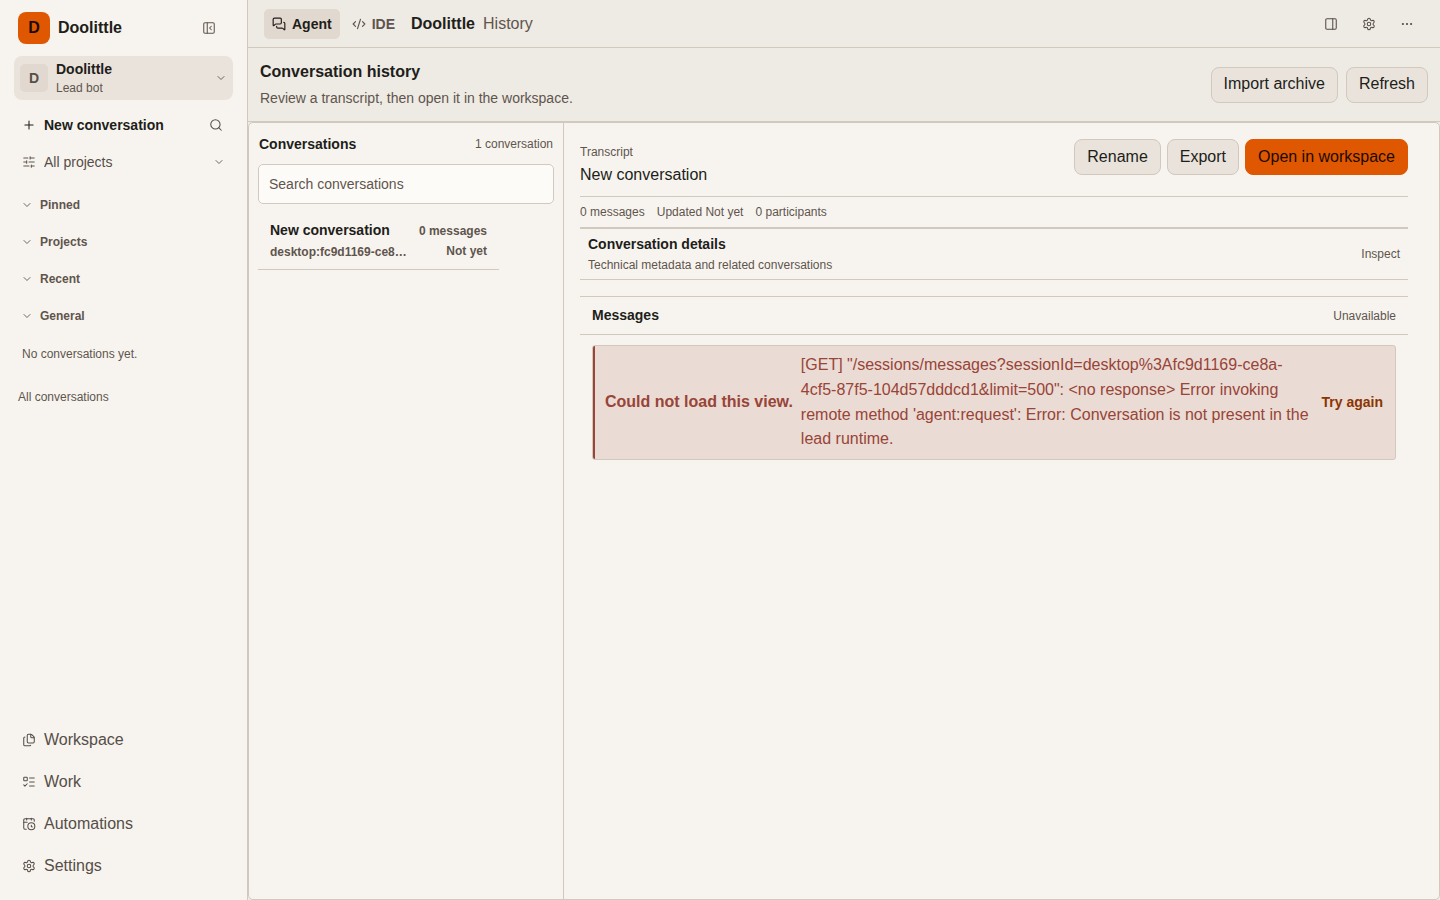 D
Doolittle
D
Doolittle
Lead bot
New conversation
All projects
Pinned
Projects
Recent
General
No conversations yet.
All conversations
Workspace
Work
Automations
Settings
Agent
IDE
Doolittle History
Conversation history
Review a transcript, then open it in the workspace.
Import archive
Refresh
Conversations
1 conversation
Search conversations
New conversation
0 messages
desktop:fc9d1169-ce8…
Not yet
Transcript
New conversation
Rename
Export
Open in workspace
0 messages Updated Not yet 0 participants
Conversation details
Technical metadata and related conversations
Inspect
Messages
Unavailable
Could not load this view.
[GET] "/sessions/messages?sessionId=desktop%3Afc9d1169-ce8a-
4cf5-87f5-104d57dddcd1&limit=500": <no response> Error invoking
remote method 'agent:request': Error: Conversation is not present in the
lead runtime.
Try again